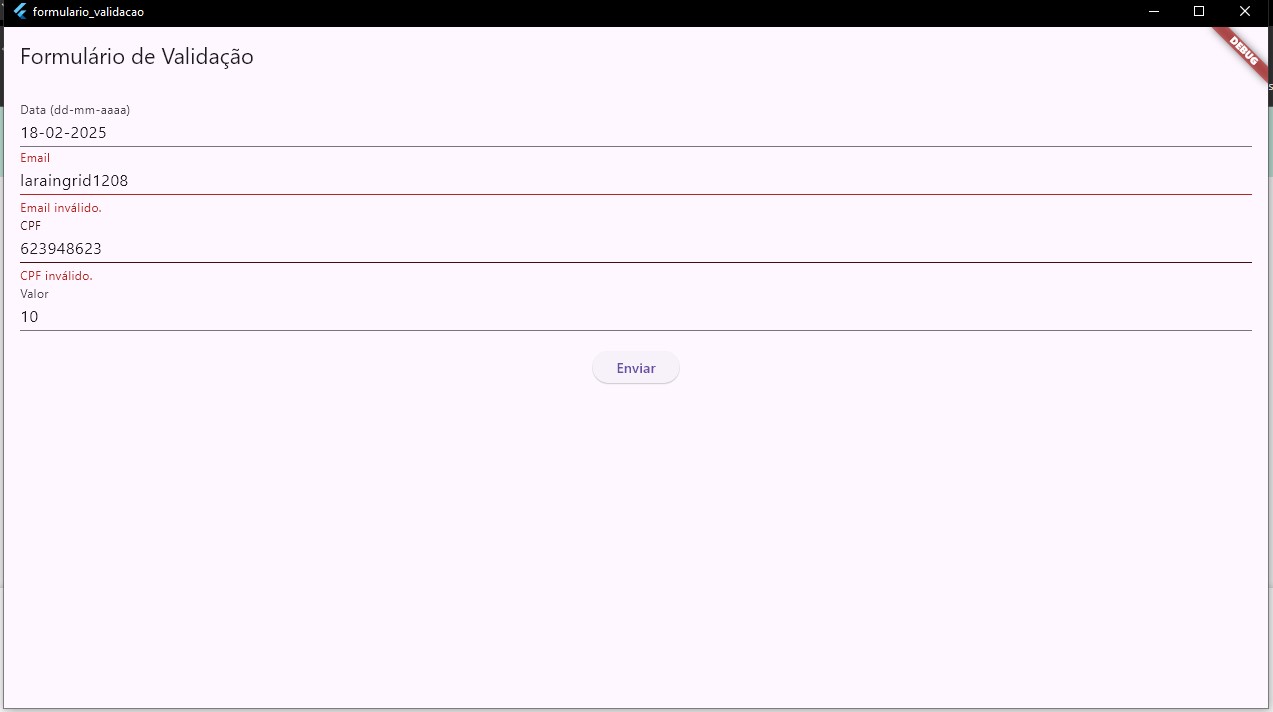 formulario_validacao
Formulário de Validação
DEBUG
Data (dd-mm-aaaa)
18-02-2025
Email
laraingrid1208
Email inválido.
CPF
623948623
CPF inválido.
Valor
10
Enviar